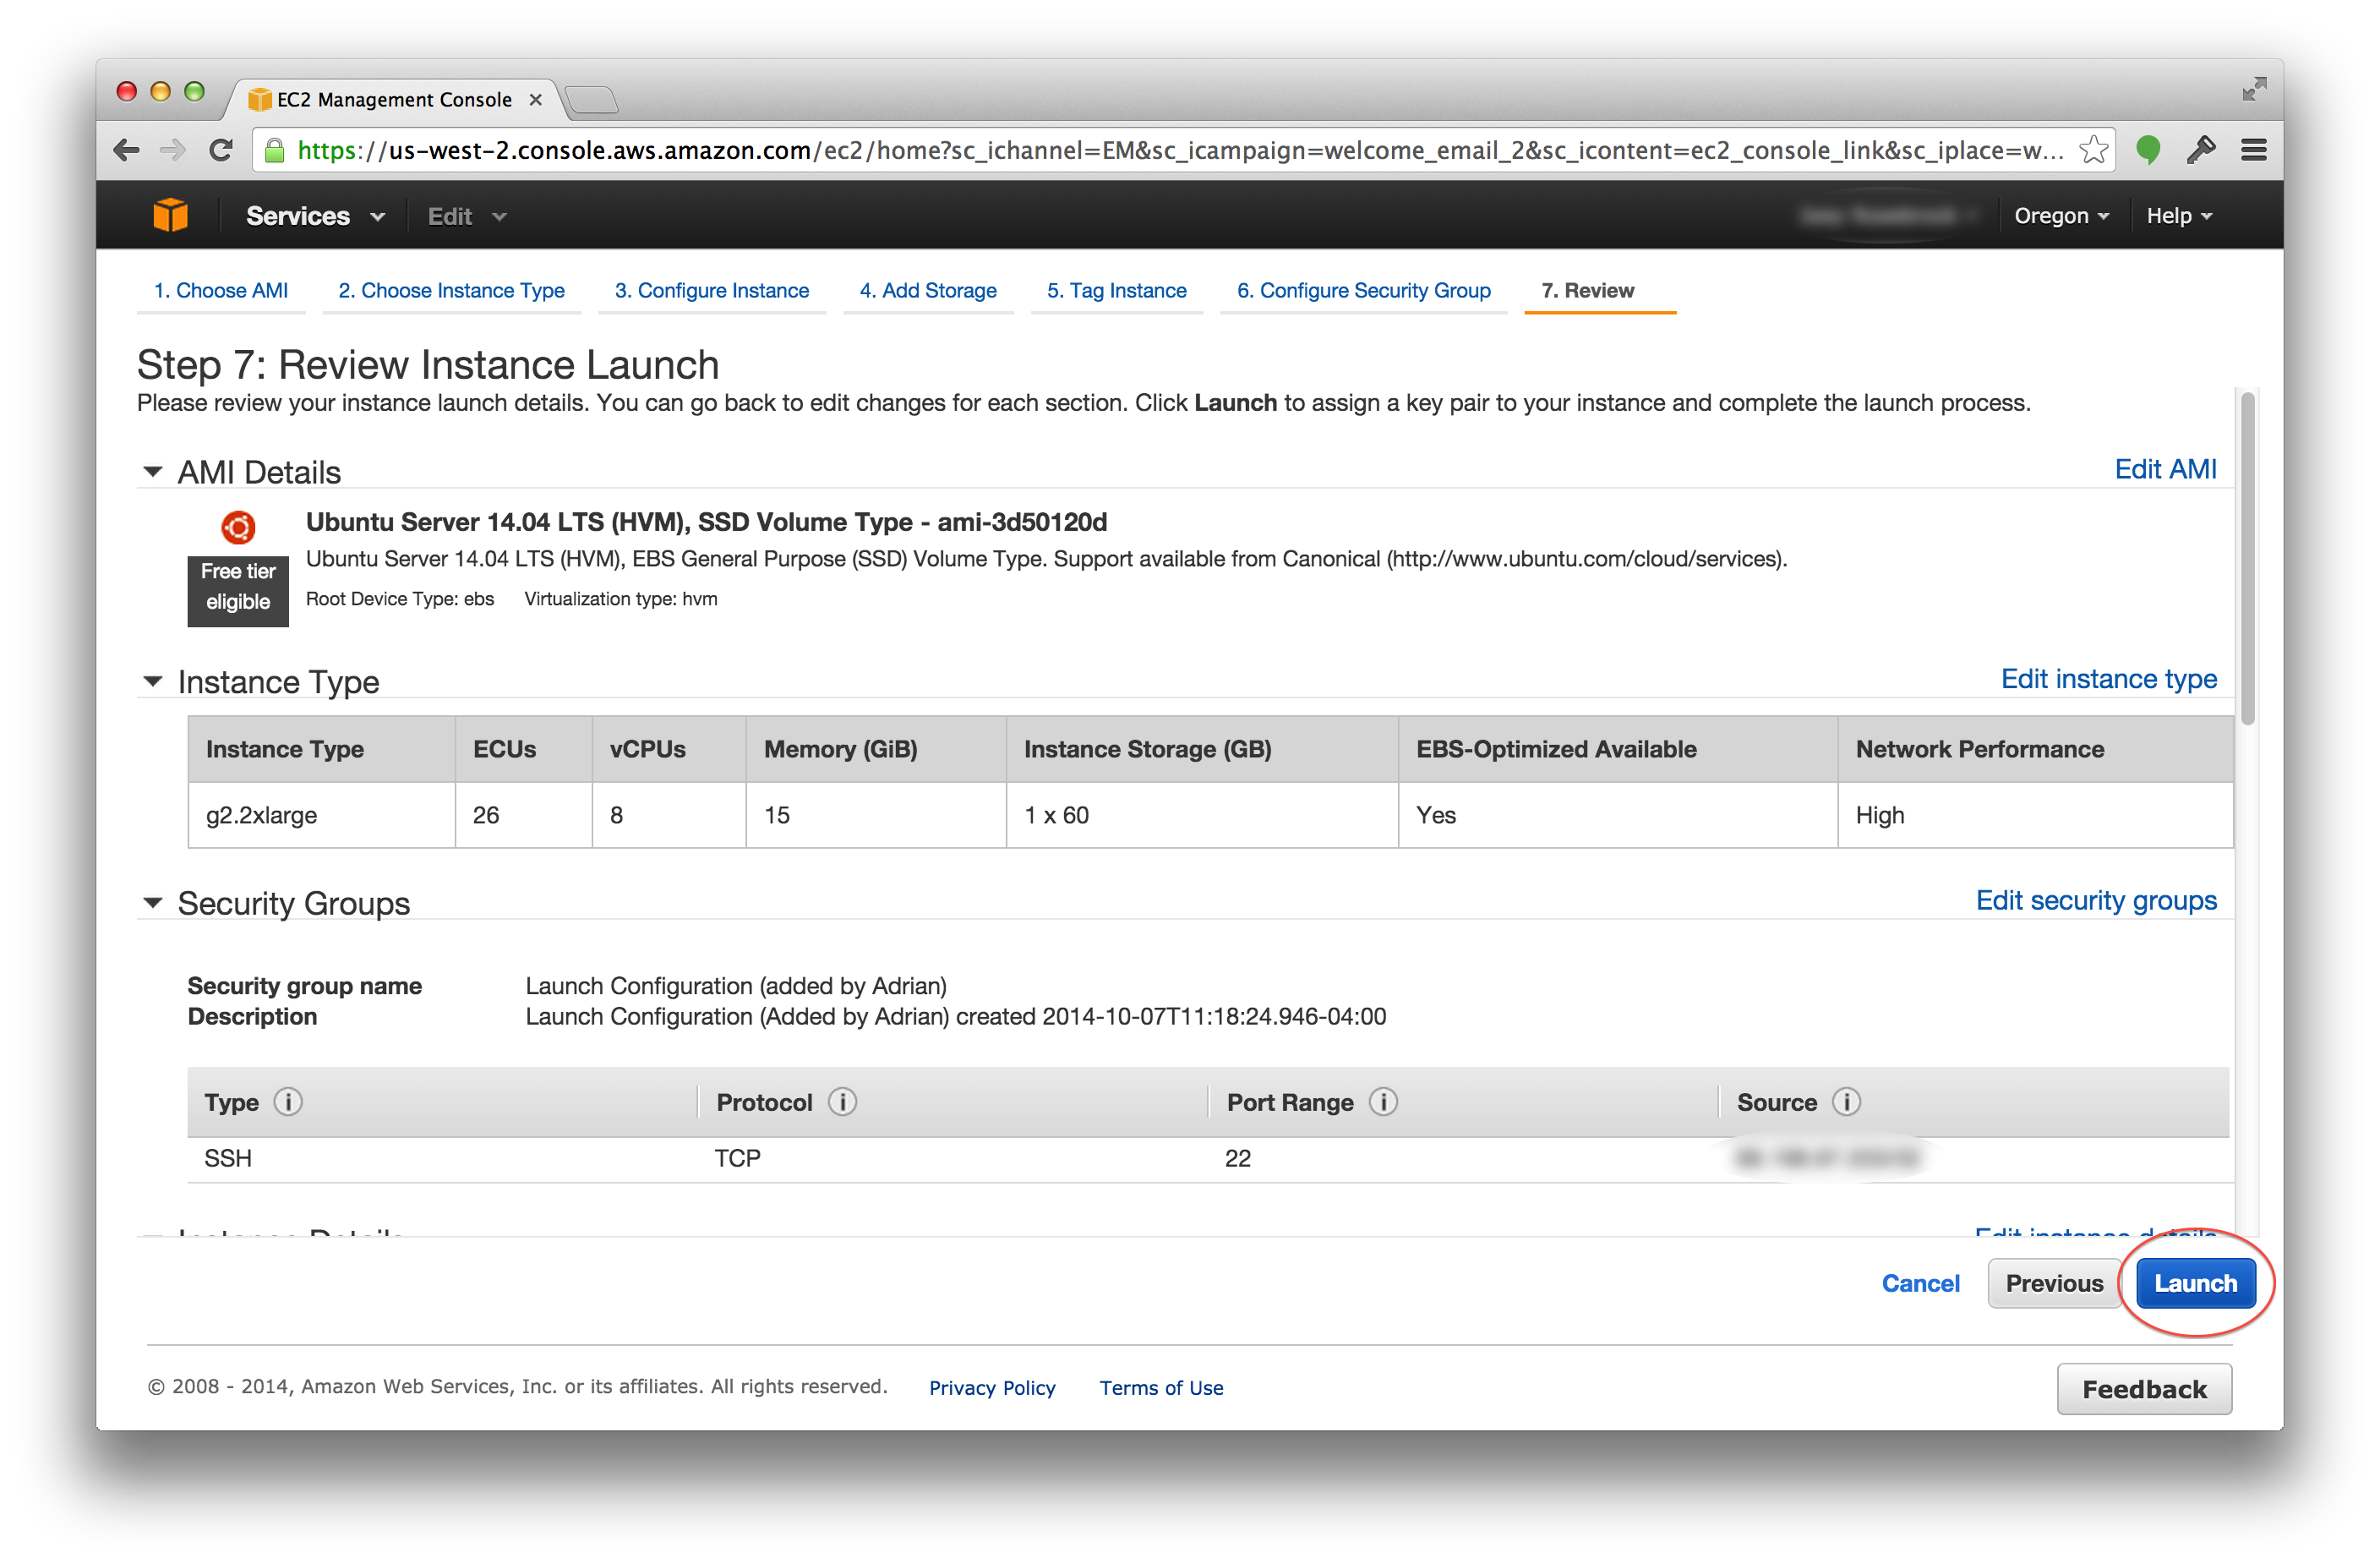 EC2 Management Console
https://us-west-2.console.aws.amazon.com/ec2/home?sc_ichannel=EM&sc_icampaign=welcome_email_2&sc_icontent=ec2_console_link&sc_iplace=w...
Services Edit Oregon Help
1. Choose AMI 2. Choose Instance Type 3. Configure Instance 4. Add Storage 5. Tag Instance 6. Configure Security Group 7. Review
Step 7: Review Instance Launch
Please review your instance launch details. You can go back to edit changes for each section. Click Launch to assign a key pair to your instance and complete the launch process.
AMI Details Edit AMI
Ubuntu Server 14.04 LTS (HVM), SSD Volume Type - ami-3d50120d
Free tier eligible
Ubuntu Server 14.04 LTS (HVM), EBS General Purpose (SSD) Volume Type. Support available from Canonical (http://www.ubuntu.com/cloud/services).
Root Device Type: ebs Virtualization type: hvm
Instance Type Edit instance type
Instance Type ECUs vCPUs Memory (GiB) Instance Storage (GB) EBS-Optimized Available Network Performance
g2.2xlarge 26 8 15 1 x 60 Yes High
Security Groups Edit security groups
Security group name Launch Configuration (added by Adrian)
Description Launch Configuration (Added by Adrian) created 2014-10-07T11:18:24.946-04:00
Type Protocol Port Range Source
SSH TCP 22
Instance Details Edit instance details
Cancel Previous Launch
© 2008 - 2014, Amazon Web Services, Inc. or its affiliates. All rights reserved. Privacy Policy Terms of Use
Feedback